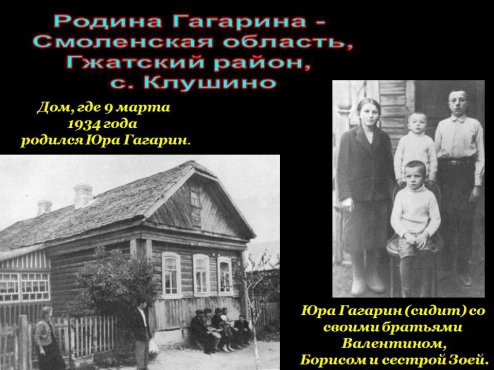 Родина Гагарина -
Смоленская область,
Гжатский район,
с. Клушино
Дом, где 9 марта
1934 года
родился Юра Гагарин.
Юра Гагарин (сидит) со
своими братьями
Валентином,
Борисом и сестрой Зоей.